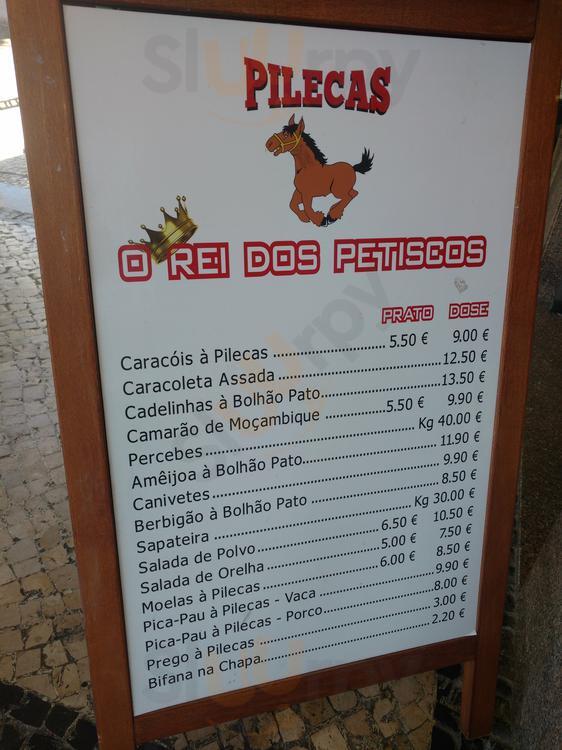 Slurpy
PILECAS
O REI DOS PETISCOS
PRATO DOSE
Caracóis à Pilecas ........................... 5.50 € 9.00 €
Caracoleta Assada ........................................ 12.50 €
Cadelinhas à Bolhão Pato............................. 13.50 €
Camarão de Moçambique ...............5.50 € 9.90 €
Percebes................................................ Kg 40.00 €
Amêijoa à Bolhão Pato................................. 11.90 €
Canivetes...................................................... 9.90 €
Berbigão à Bolhão Pato ................................ 8.50 €
Sapateira .............................................. Kg 30.00 €
Salada de Polvo............................. 6.50 € 10.50 €
Salada de Orelha........................... 5.00 € 7.50 €
Moelas à Pilecas............................ 6.00 € 8.50 €
Pica-Pau à Pilecas - Vaca ............................. 9.90 €
Pica-Pau à Pilecas - Porco............................ 8.00 €
Prego à Pilecas ........................................... 3.00 €
Bifana na Chapa........................................... 2.20 €